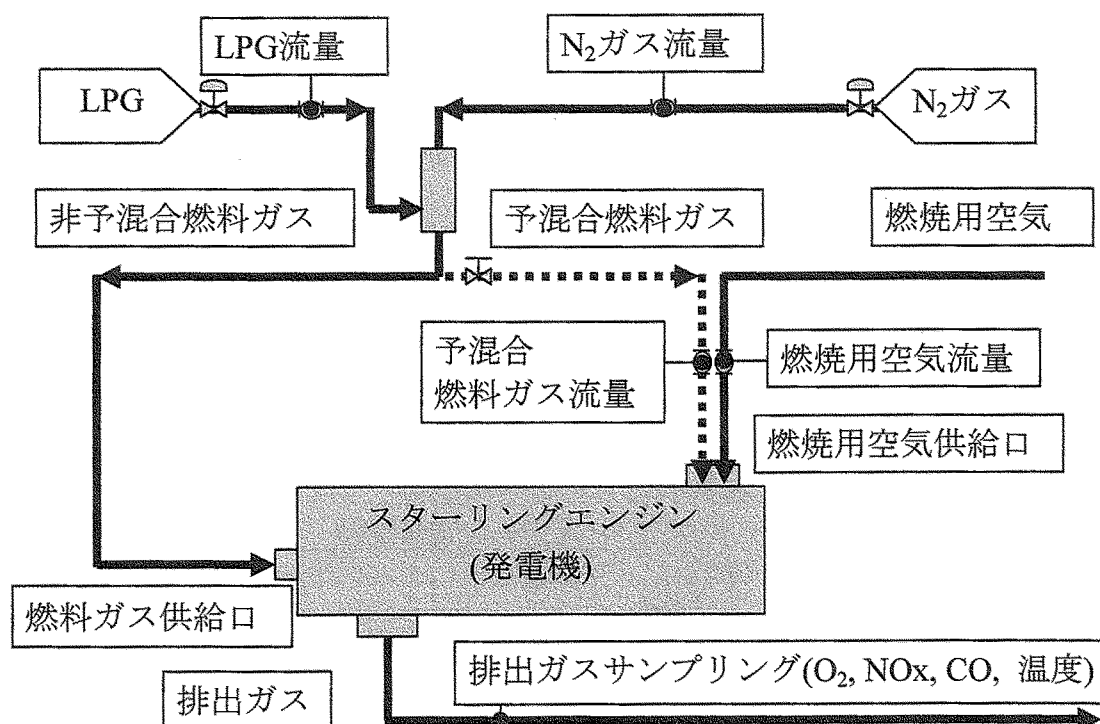 LPG流量
N₂ガス流量
LPG
N₂ガス
非予混合燃料ガス
予混合燃料ガス
燃焼用空気
予混合
燃料ガス流量
燃焼用空気流量
燃焼用空気供給口
スターリングエンジン
(発電機)
燃料ガス供給口
排出ガスサンプリング(O₂, NOx, CO, 温度)
排出ガス